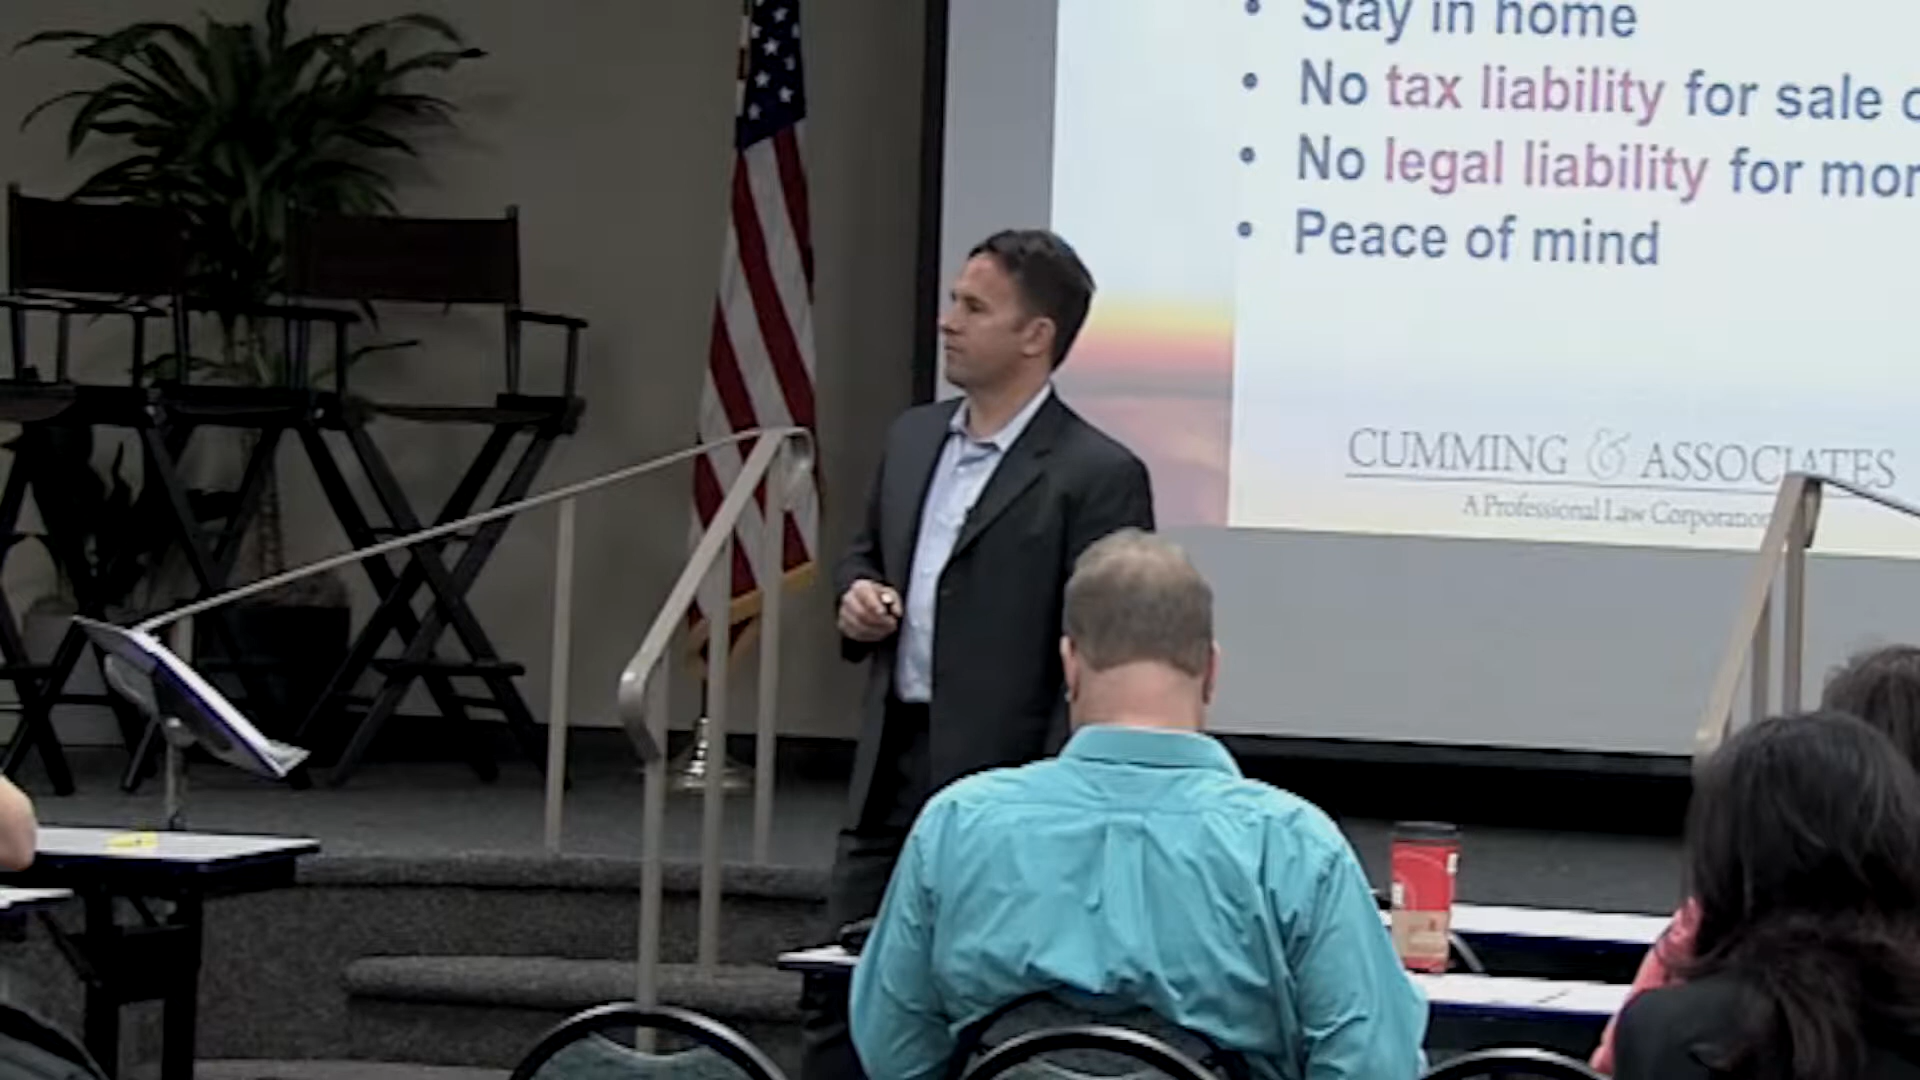 • Stay in home
• No tax liability for sale
• No legal liability for
• Peace of mind
CUMMING & ASSOCIATES
A Professional Law Corporation